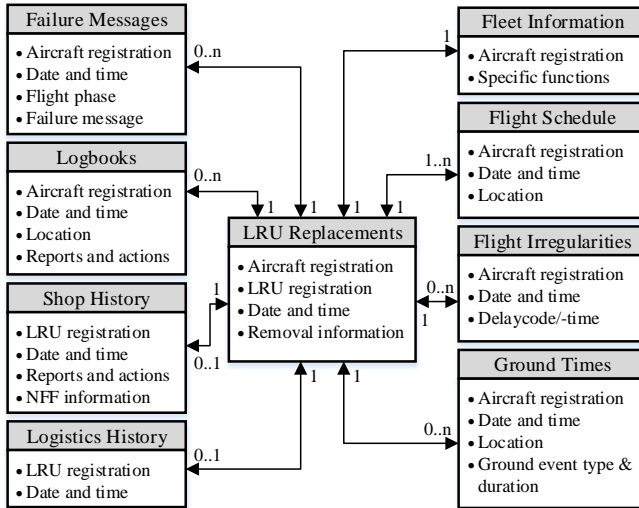 Failure Messages
• Aircraft registration
• Date and time
• Flight phase
• Failure message
0..n
Logbooks
• Aircraft registration
• Date and time
• Location
• Reports and actions
0..n
Shop History
• LRU registration
• Date and time
• Reports and actions
• NFF information
1
0..1
Logistics History
• LRU registration
• Date and time
0..1
1
1
1
1
LRU Replacements
• Aircraft registration
• LRU registration
• Date and time
• Removal information
1
1
Fleet Information
• Aircraft registration
• Specific functions
1
Flight Schedule
• Aircraft registration
• Date and time
• Location
1..n
Flight Irregularities
• Aircraft registration
• Date and time
• Delaycode/-time
0..n
1
Ground Times
• Aircraft registration
• Date and time
• Location
• Ground event type &
duration
0..n